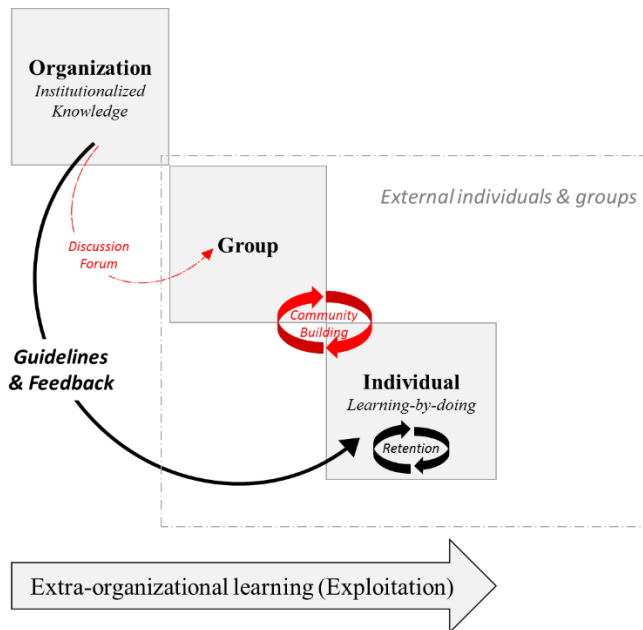 Organization
Institutionalized
Knowledge
External individuals & groups
Discussion
Forum
Group
Community
Building
Guidelines
& Feedback
Individual
Learning-by-doing
Retention
Extra-organizational learning (Exploitation)